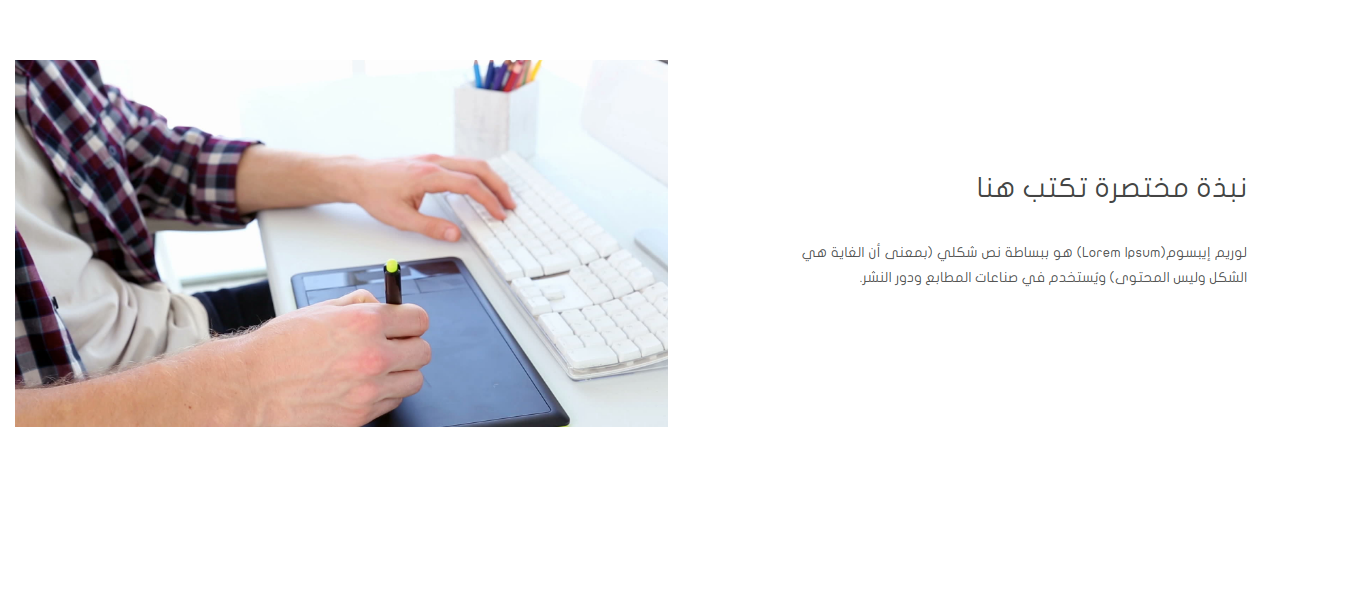 نبذة مختصرة تكتب هنا
لوريم إيبسوم(Lorem Ipsum) هو ببساطة نص شكلي (بمعنى أن الغاية هي
الشكل وليس المحتوى) ويُستخدم في صناعات المطابع ودور النشر.